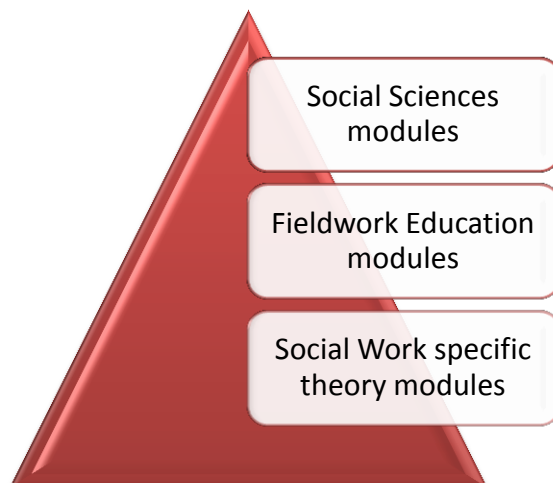 Social Sciences
modules
Fieldwork Education
modules
Social Work specific
theory modules